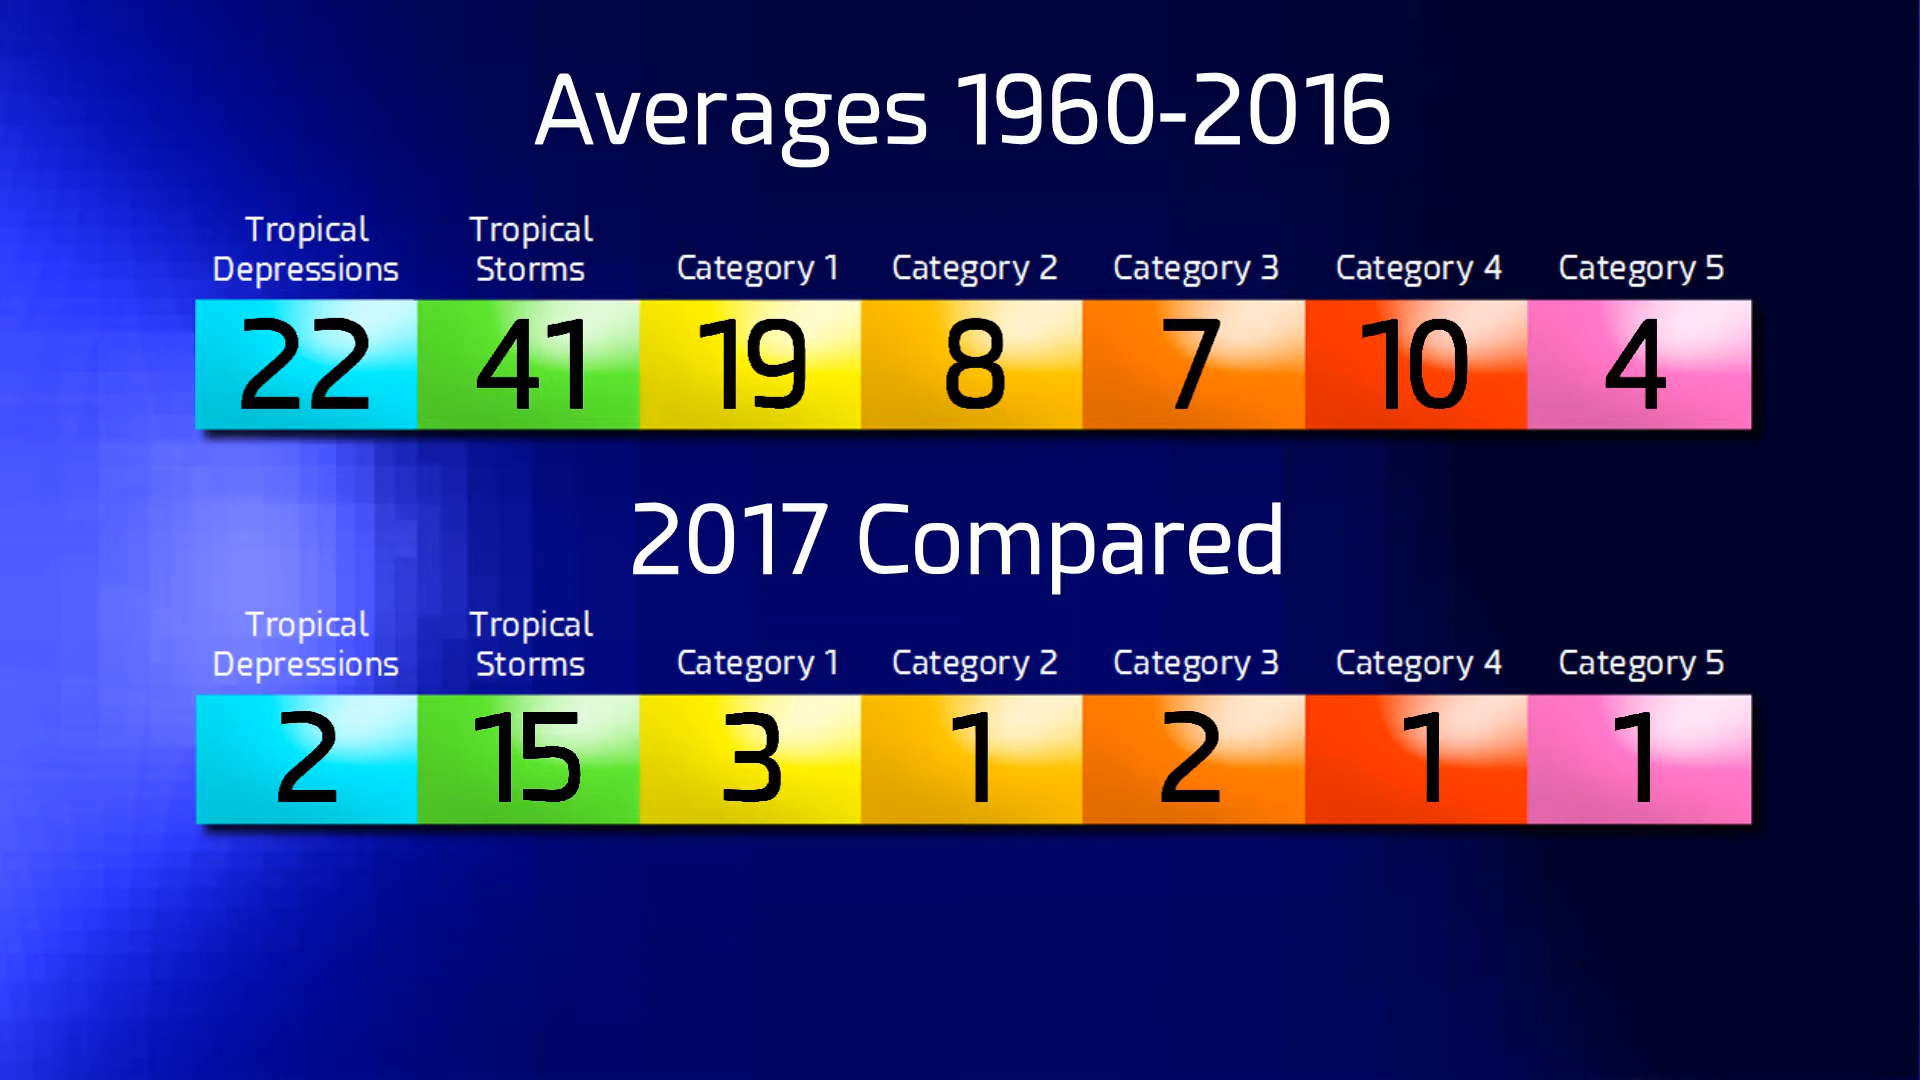 Averages 1960-2016
Tropical Depressions
Tropical Storms
Category 1
Category 2
Category 3
Category 4
Category 5
22
41
19
8
7
10
4
2017 Compared
Tropical Depressions
Tropical Storms
Category 1
Category 2
Category 3
Category 4
Category 5
2
15
3
1
2
1
1